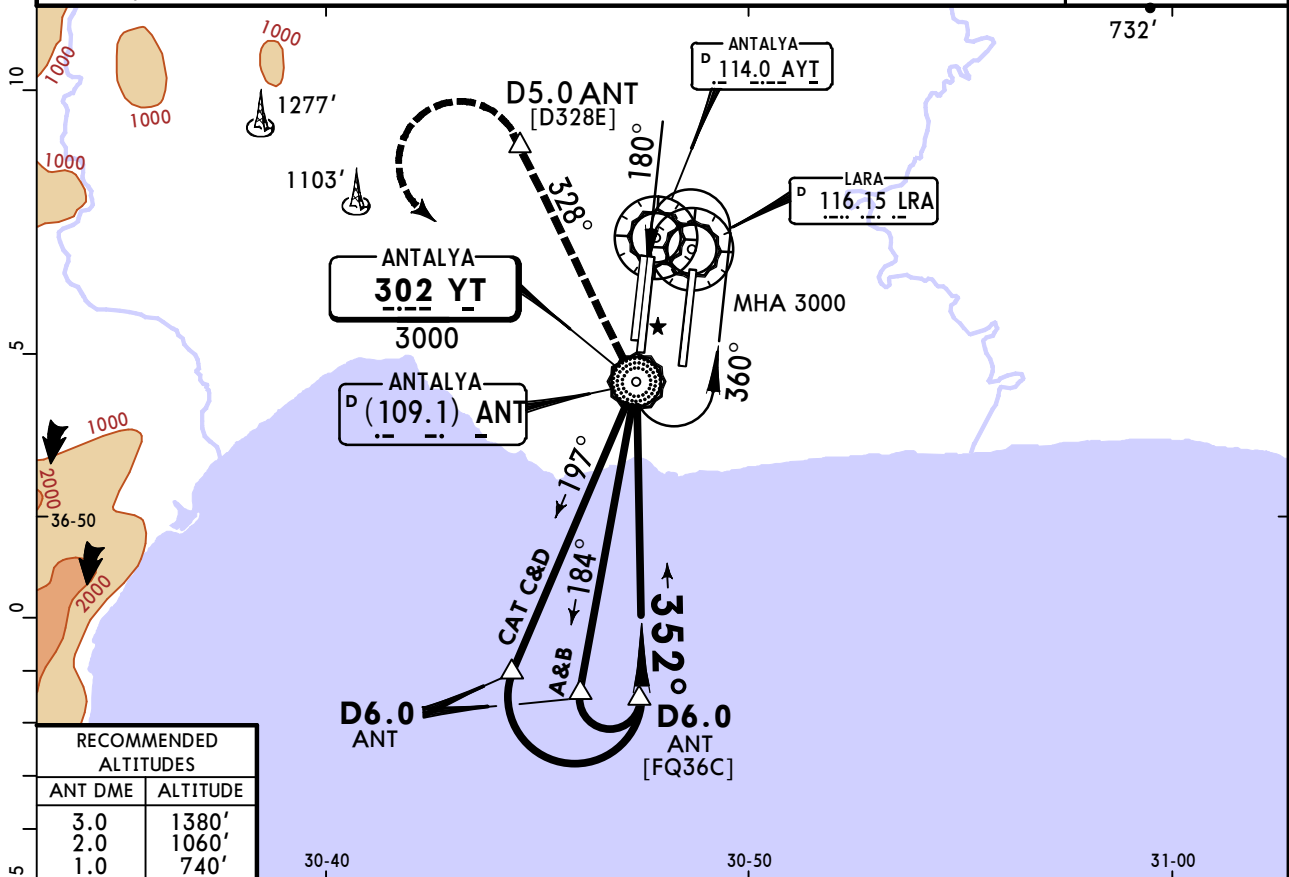 732'
10
1000
1000
1000
1277'
1000
1103'
D5.0 ANT
[D328E]
328°
180°
ANTALYA
D 114.0 AYT
LARA
D 116.15 LRA
MHA 3000
360°
ANTALYA
302 YT
3000
ANTALYA
D (109.1) ANT
5
1000
2000
36-50
2000
0
197°
184°
352°
CAT C&D
A&B
D6.0
ANT
D6.0
ANT
[FQ36C]
RECOMMENDED
ALTITUDES
ANT DME ALTITUDE
3.0 1380'
2.0 1060'
1.0 740'
5
30-40
30-50
31-00